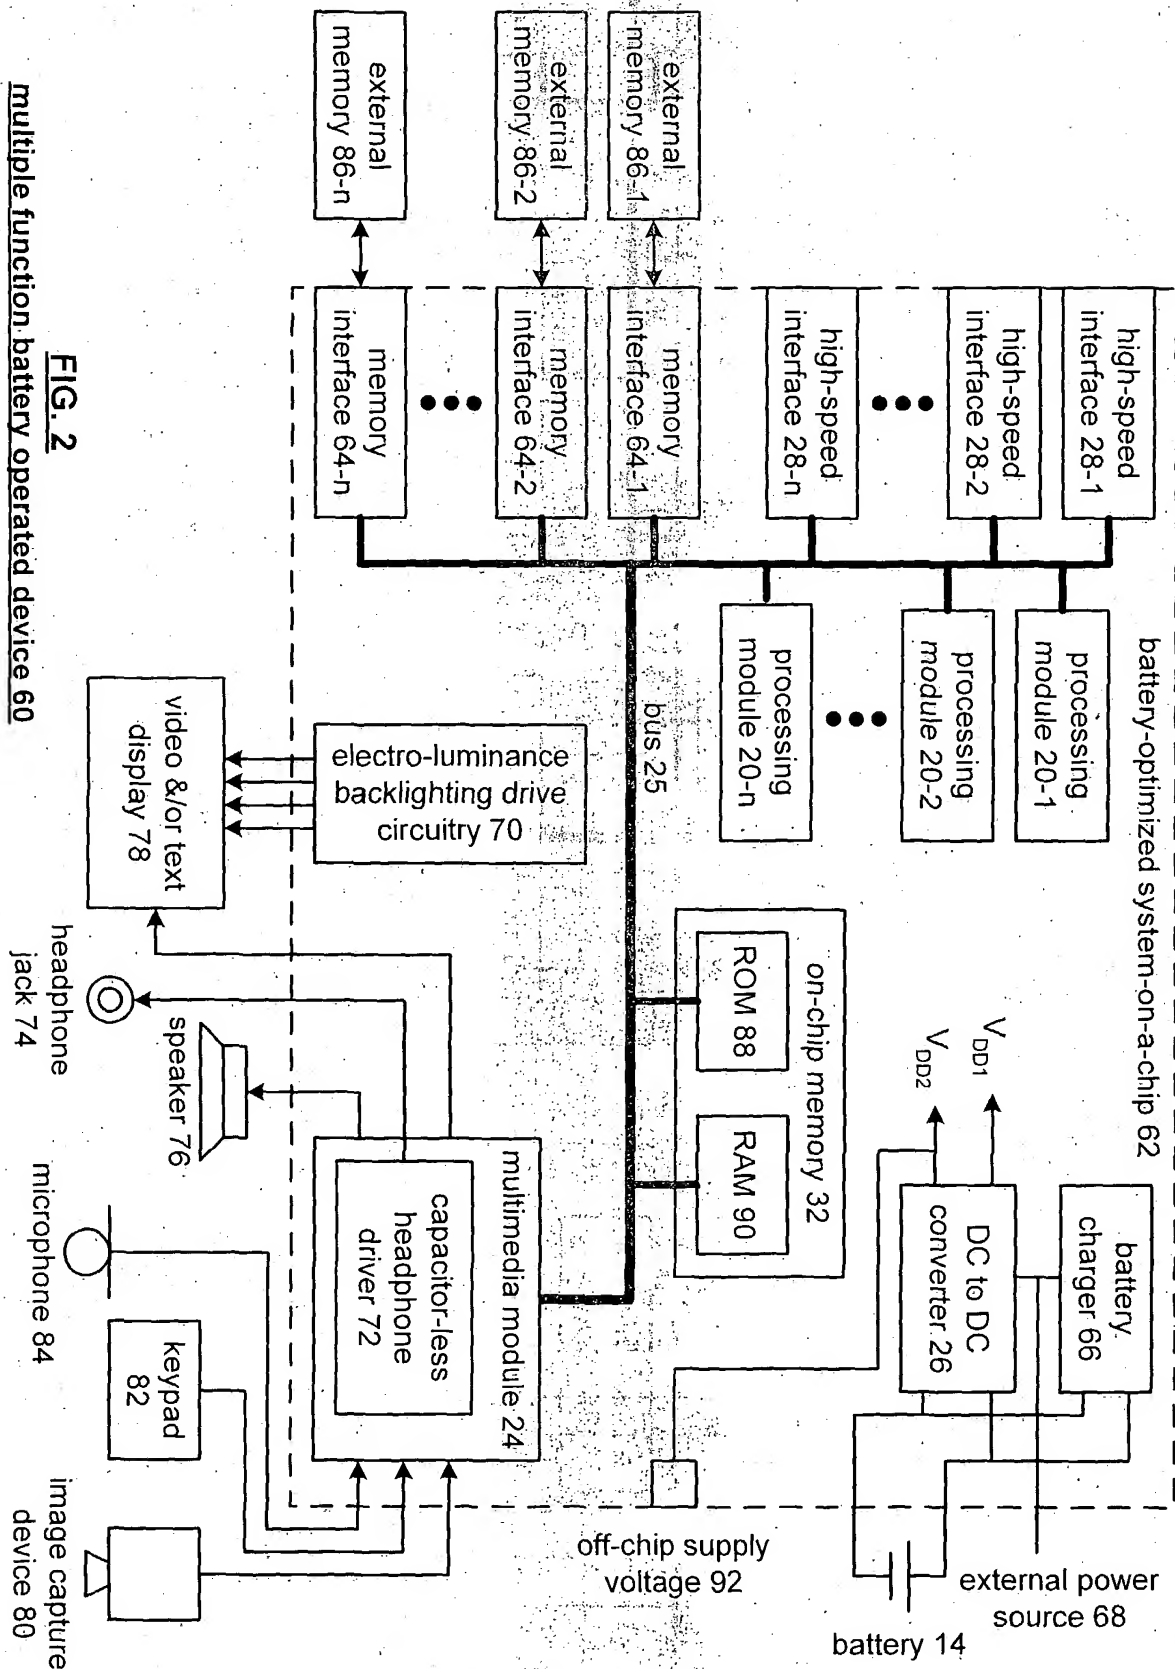 battery-optimized system-on-a-chip 62
high-speed
interface 28-1
high-speed
interface 28-2
high-speed
interface 28-n
processing
module 20-1
processing
module 20-2
processing
module 20-n
battery
charger 66
DC to DC
converter 26
VDD1
VDD2
external power
source 68
battery 14
off-chip supply
voltage 92
on-chip memory 32
ROM 88
RAM 90
bus 25
external
memory 86-1
external
memory 86-2
external
memory 86-n
memory
interface 64-1
memory
interface 64-2
memory
interface 64-n
electro-luminance
backlighting drive
circuitry 70
multimedia module 24
capacitor-less
headphone
driver 72
video &/or text
display 78
headphone
jack 74
speaker 76
microphone 84
keypad
82
image capture
device 80
FIG. 2
multiple function battery operated device 60